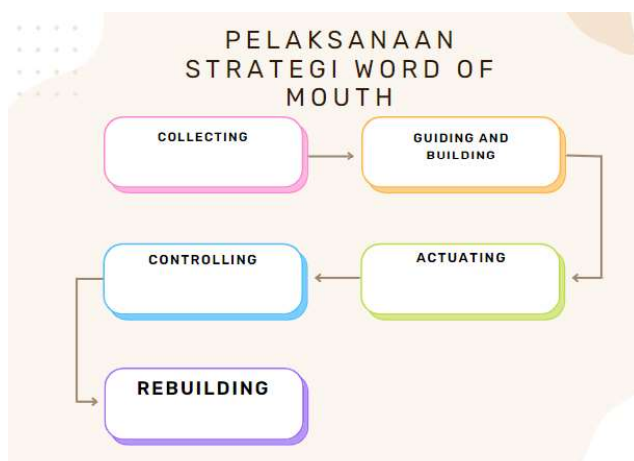 PELAKSANAAN
STRATEGI WORD OF
MOUTH
COLLECTING
GUIDING AND
BUILDING
ACTUATING
CONTROLLING
REBUILDING